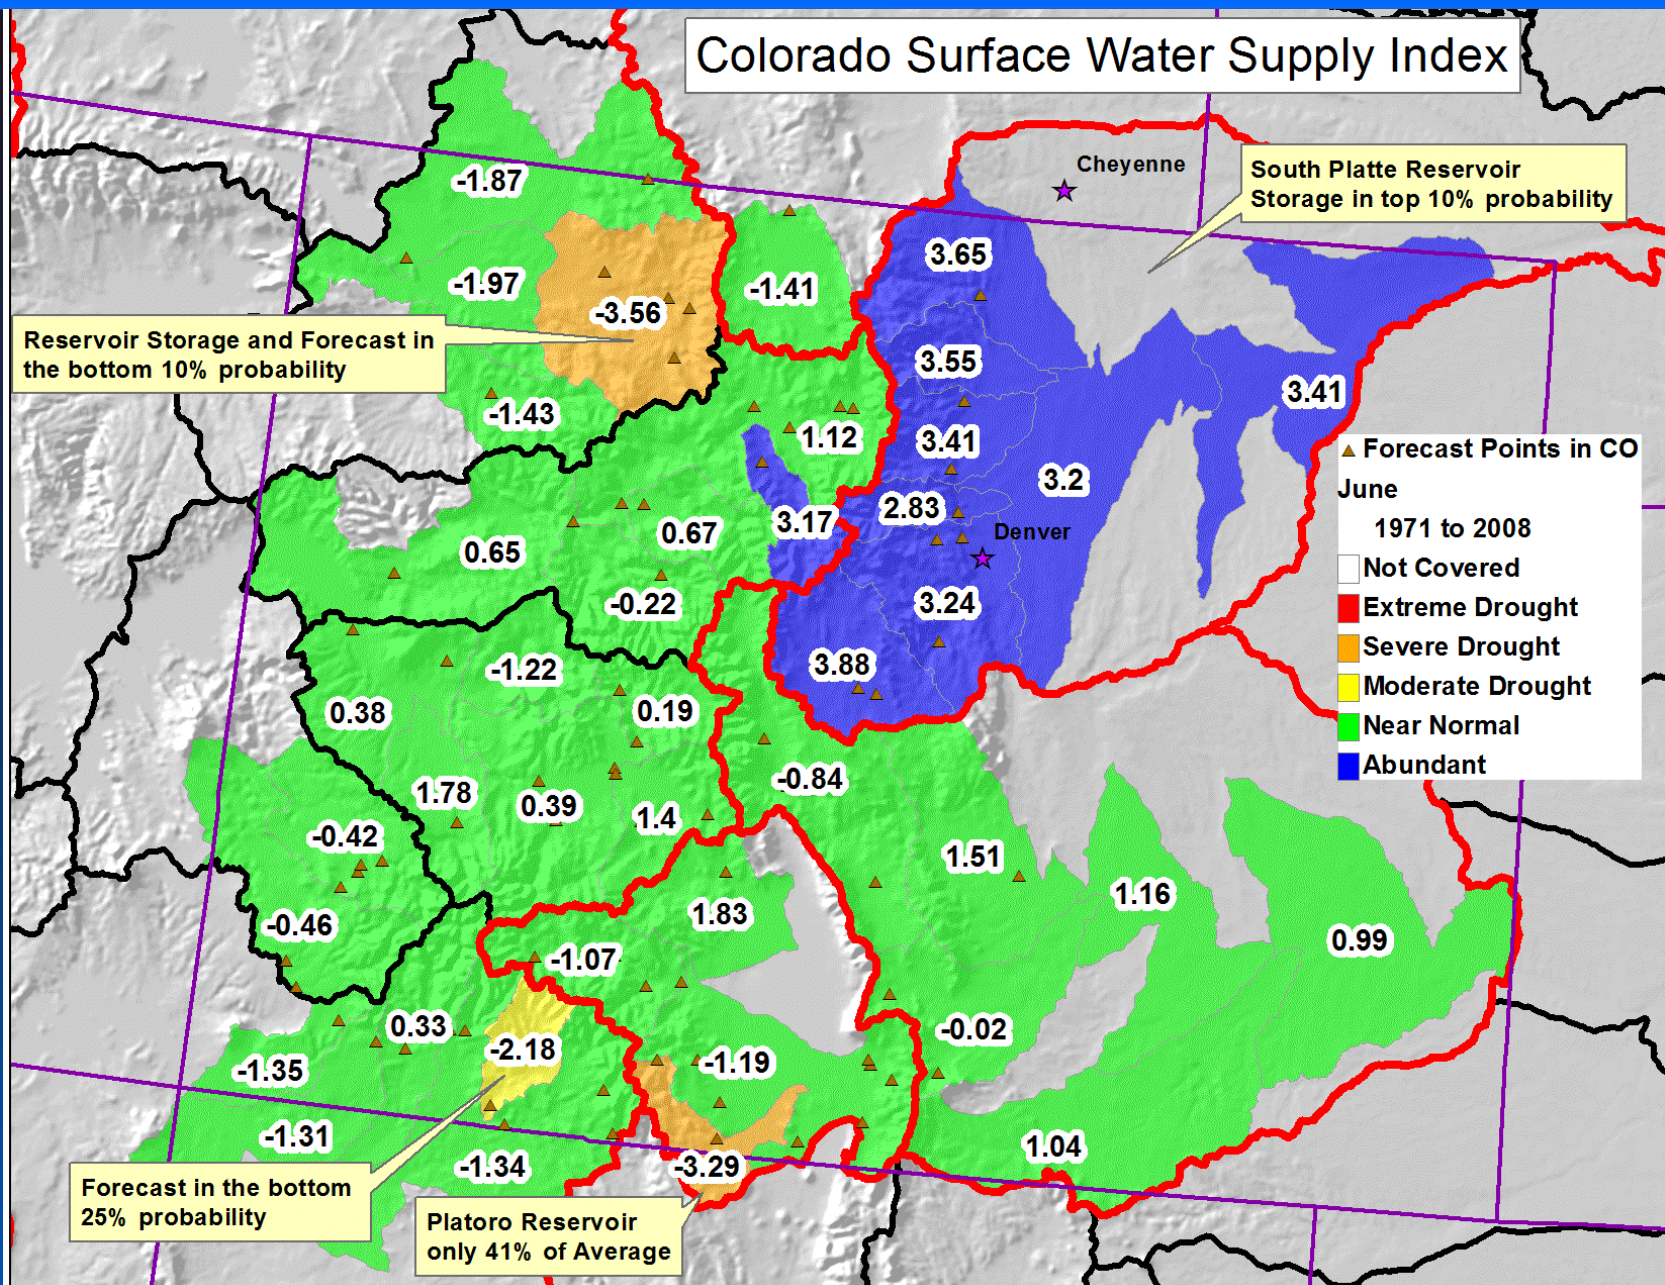 Colorado Surface Water Supply Index
Cheyenne
South Platte Reservoir
Storage in top 10% probability
-1.87
3.65
-1.97
-1.41
-3.56
Reservoir Storage and Forecast in
the bottom 10% probability
3.55
3.41
-1.43
1.12
3.41
3.2
2.83
3.17
Denver
0.67
0.65
-0.22
3.24
3.88
-1.22
0.38
0.19
-0.84
1.78
0.39
1.4
-0.42
1.51
1.16
1.83
-0.46
0.99
-1.07
0.33
-0.02
-2.18
-1.19
-1.35
-1.31
1.04
-1.34
-3.29
Forecast Points in CO
June
1971 to 2008
Not Covered
Extreme Drought
Severe Drought
Moderate Drought
Near Normal
Abundant
Forecast in the bottom
25% probability
Platoro Reservoir
only 41% of Average